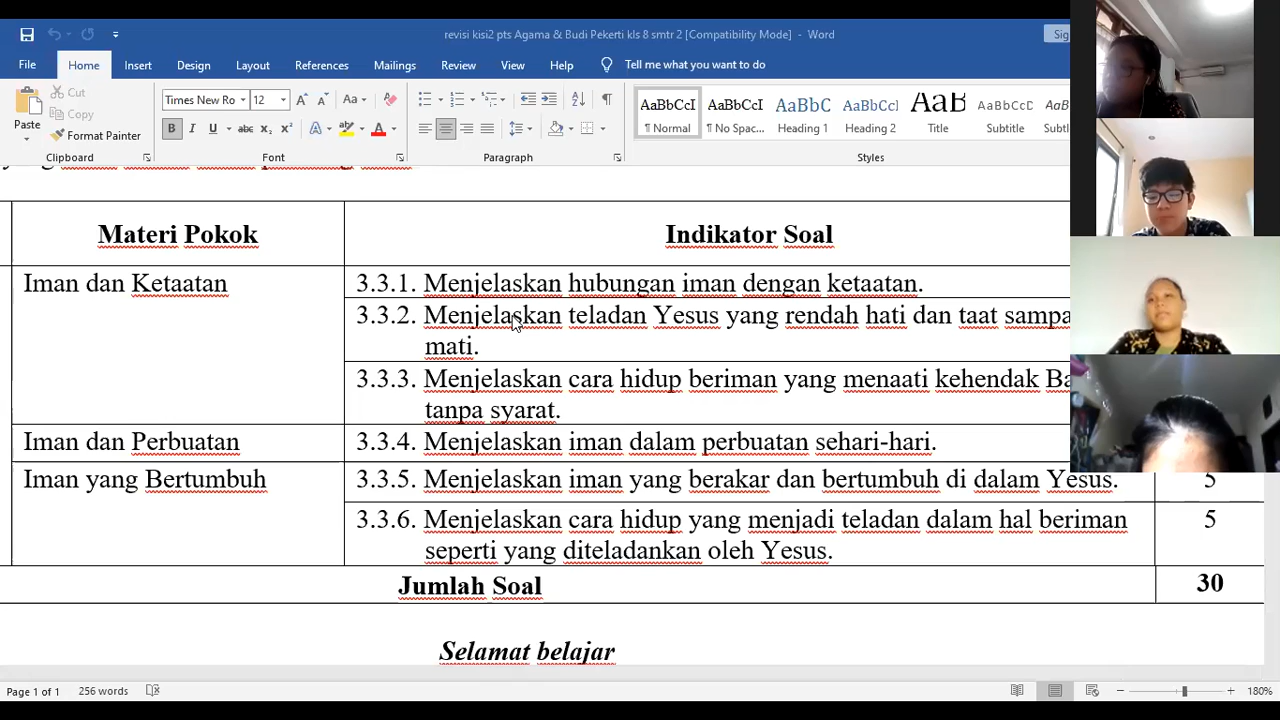 revisi kisi2 pts Agama & Budi Pekerti kls 8 smtr 2 [Compatibility Mode] - Word
File Home Insert Design Layout References Mailings Review View Help Tell me what you want to do
Cut
Copy
Paste Format Painter
Times New Ro 12
AaBbCcI AaBbCcI AaBbC AaBbCcI AaB AaBbCcI
¶ Normal ¶ No Spac... Heading 1 Heading 2 Title Subtitle
Clipboard Font Paragraph Styles
Materi Pokok Indikator Soal
Iman dan Ketaatan 3.3.1. Menjelaskan hubungan iman dengan ketaatan.
3.3.2. Menjelaskan teladan Yesus yang rendah hati dan taat
mati.
3.3.3. Menjelaskan cara hidup beriman yang menaati kehendak
tanpa syarat.
Iman dan Perbuatan 3.3.4. Menjelaskan iman dalam perbuatan sehari-hari.
Iman yang Bertumbuh 3.3.5. Menjelaskan iman yang berakar dan bertumbuh di dalam Yesus. 5
3.3.6. Menjelaskan cara hidup yang menjadi teladan dalam hal beriman 5
seperti yang diteladankan oleh Yesus.
Jumlah Soal 30
Selamat belajar
Page 1 of 1 256 words 180%